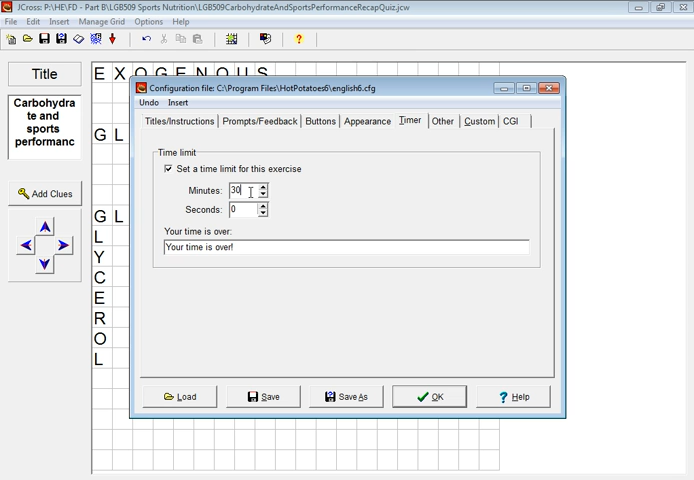 JCross: P:\HE\FD - Part B\LGB509 Sports Nutrition\LGB509CarbohydrateAndSportsPerformanceRecapQuiz.jcw
File Edit Insert Manage Grid Options Help
Title
Carbohydra
te and
sports
performanc
Add Clues
E X O G E N O U S
G L
G L
L
Y
C
E
R
O
L
Configuration file: C:\Program Files\HotPotatoes6\english6.cfg
Undo Insert
Titles/Instructions Prompts/Feedback Buttons Appearance Timer Other Custom CGI
Time limit
Set a time limit for this exercise
Minutes: 30
Seconds: 0
Your time is over:
Your time is over!
Load Save Save As OK Help